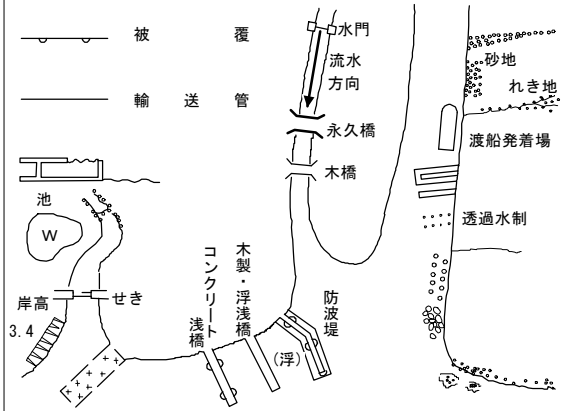 被覆
輸送管
水門
流水
方向
永久橋
木橋
砂地
れき地
渡船発着場
透過水制
池
W
岸高
せき
3.4
コンクリート
浅橋
木製・浮浅橋
(浮)
防波堤